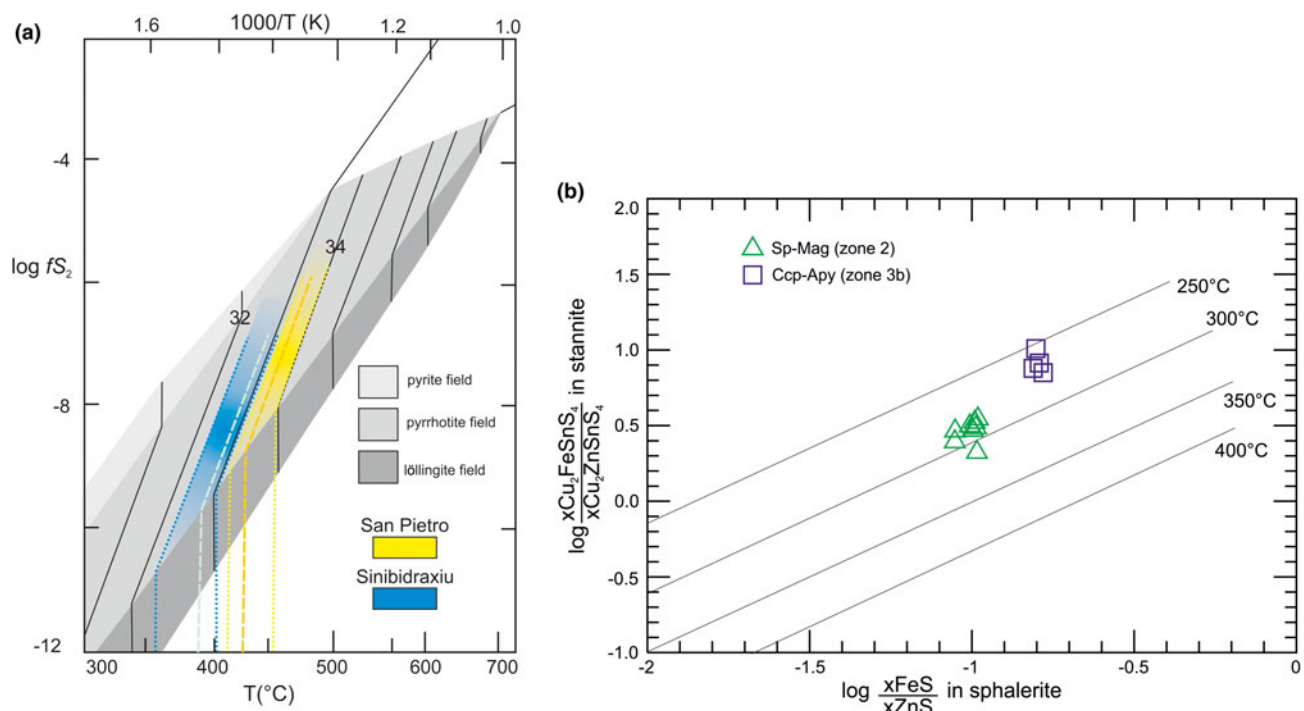 (a)
1000/T (K)
1.6
1.2
1.0
-4
log fS2
34
32
pyrite field
pyrrhotite field
löllingite field
-8
San Pietro
Sinibidraxiu
-12
300
400
500
600
700
T(°C)
(b)
2.0
1.5
1.0
0.5
0.0
-0.5
-1.0
Sp-Mag (zone 2)
Ccp-Apy (zone 3b)
250°C
300°C
350°C
400°C
log xCu2FeSnS4 / xCu2ZnSnS4 in stannite
-2
-1.5
-1
-0.5
0
log xFeS / xZnS in sphalerite